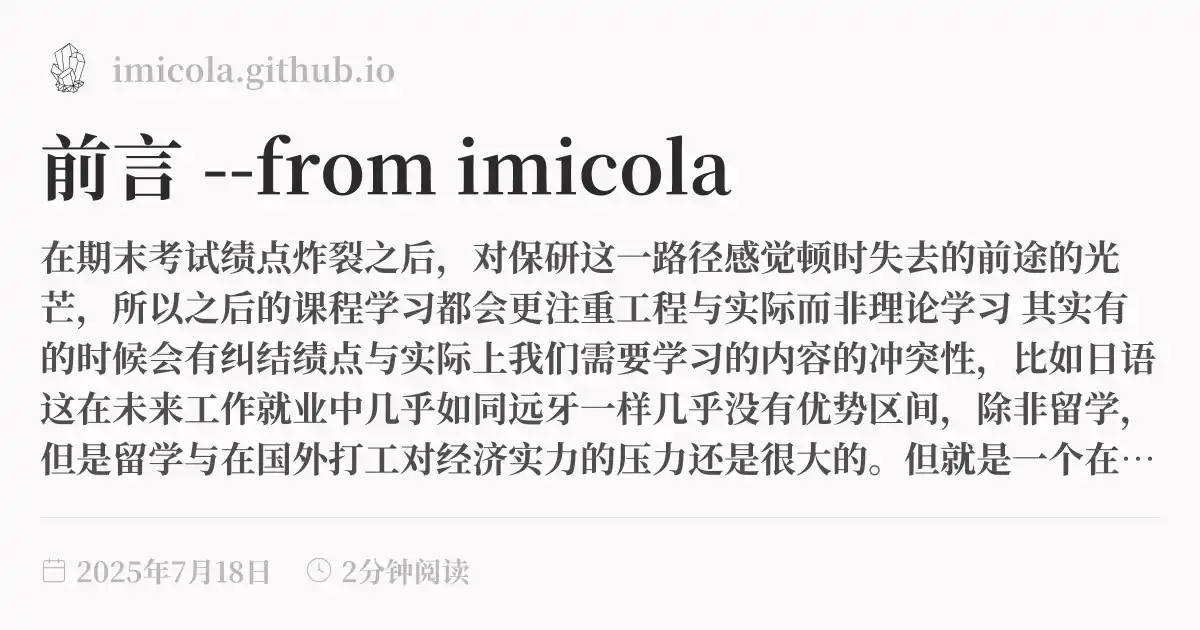 imicola.github.io
前言 --from imicola
在期末考试绩点炸裂之后，对保研这一路径感觉顿时失去的前途的光
芒，所以之后的课程学习都会更注重工程与实际而非理论学习 其实有
的时候会有纠结绩点与实际上我们需要学习的内容的冲突性，比如日语
这在未来工作就业中几乎如同远牙一样几乎没有优势区间，除非留学，
但是留学与在国外打工对经济实力的压力还是很大的。但就是一个在…
2025年7月18日 2分钟阅读